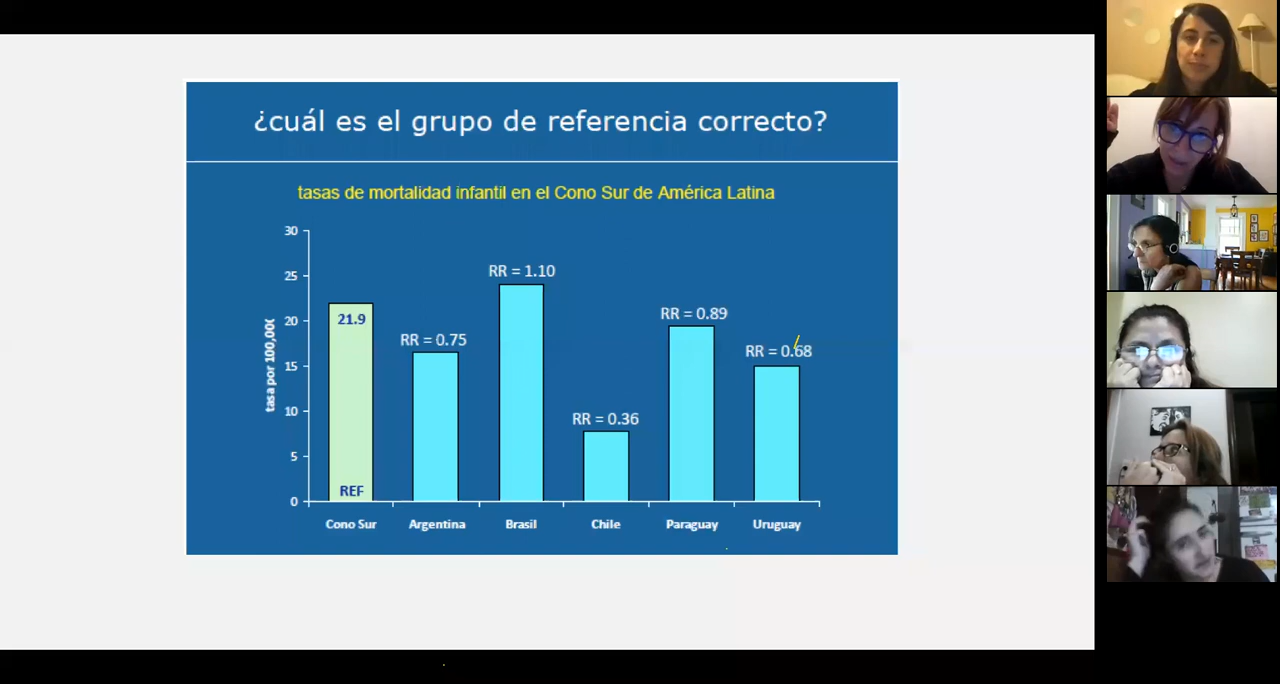 ¿cuál es el grupo de referencia correcto?
tasas de mortalidad infantil en el Cono Sur de América Latina
30
25
20
15
10
5
0
tasa por 100,00
21.9
REF
RR = 0.75
RR = 1.10
RR = 0.36
RR = 0.89
RR = 0.68
Cono Sur Argentina Brasil Chile Paraguay Uruguay